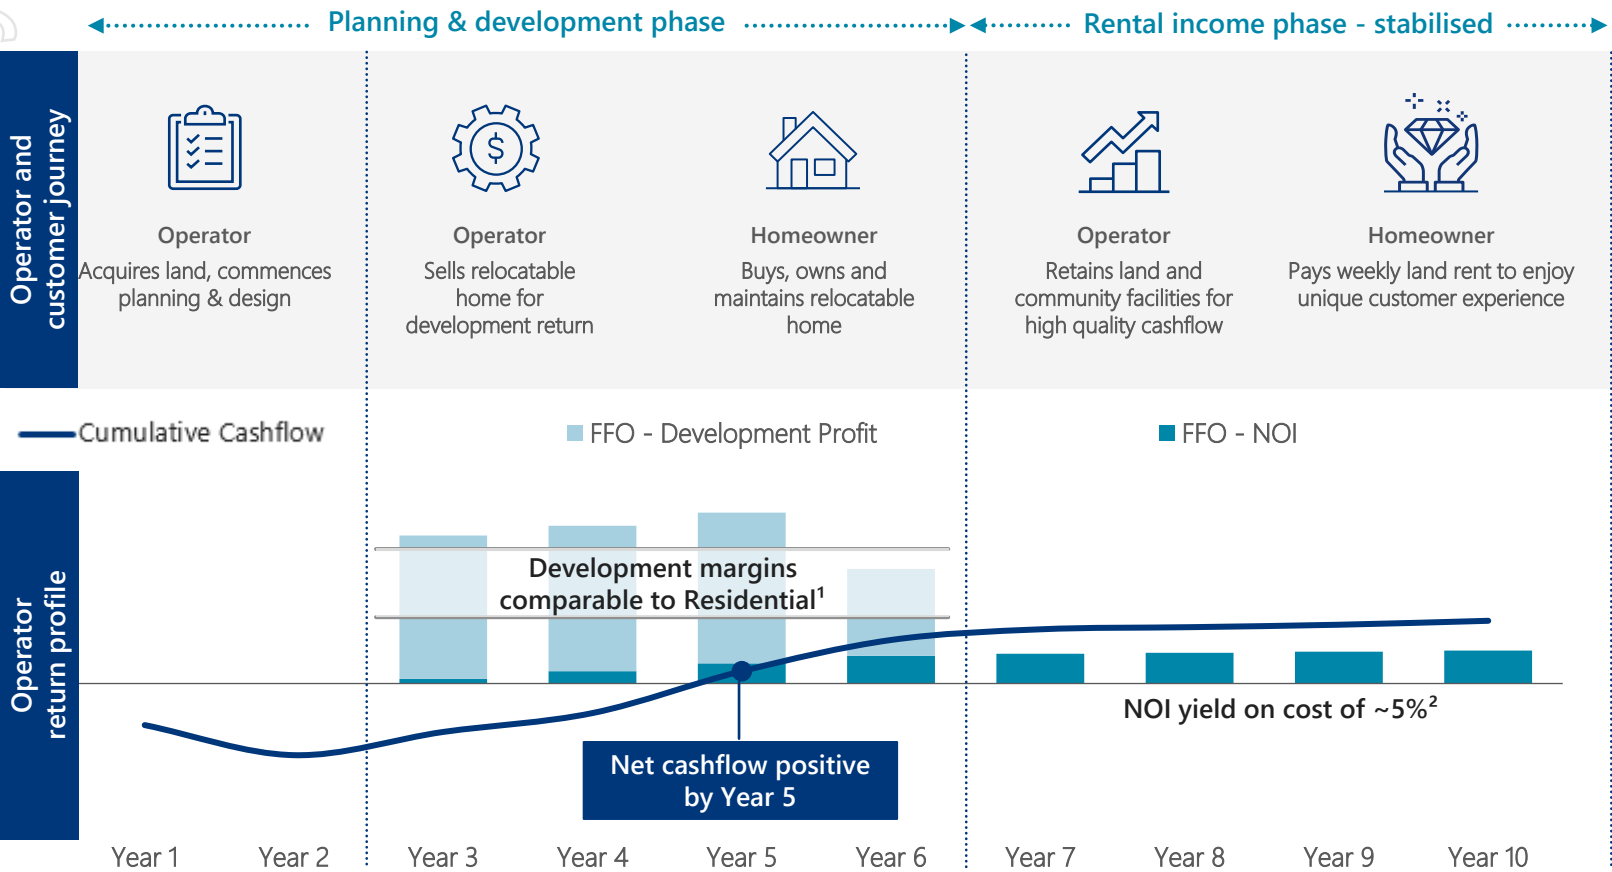 Planning & development phase
Rental income phase - stabilised
Operator and
customer journey
Operator
Acquires land, commences
planning & design
Operator
Sells relocatable
home for
development return
Homeowner
Buys, owns and
maintains relocatable
home
Operator
Retains land and
community facilities for
high quality cashflow
Homeowner
Pays weekly land rent to enjoy
unique customer experience
Cumulative Cashflow
FFO - Development Profit
FFO - NOI
Operator
return profile
Development margins
comparable to Residential¹
NOI yield on cost of ~5%²
Net cashflow positive
by Year 5
Year 1
Year 2
Year 3
Year 4
Year 5
Year 6
Year 7
Year 8
Year 9
Year 10